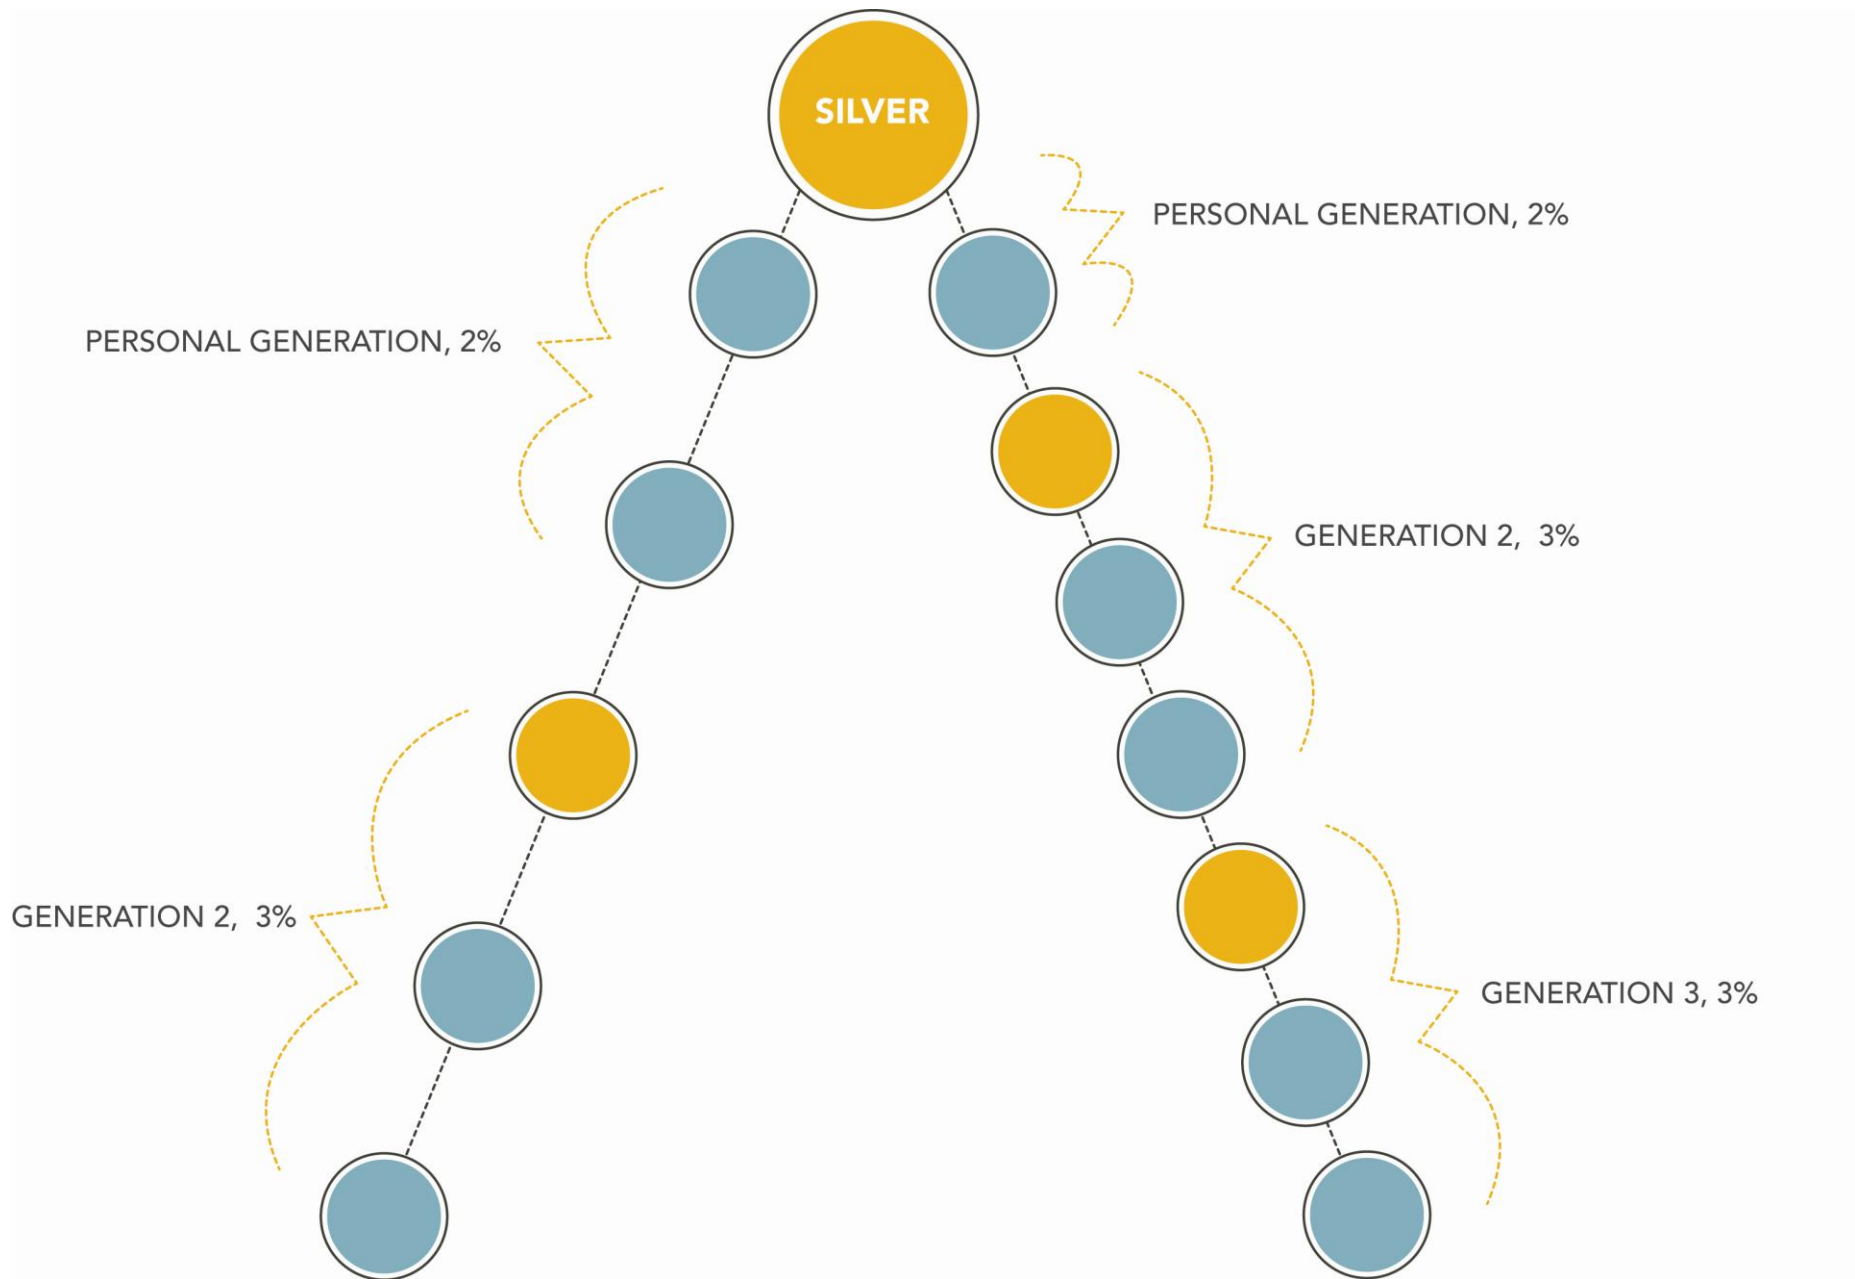 SILVER
PERSONAL GENERATION, 2%
PERSONAL GENERATION, 2%
GENERATION 2,  3%
GENERATION 2,  3%
GENERATION 3, 3%